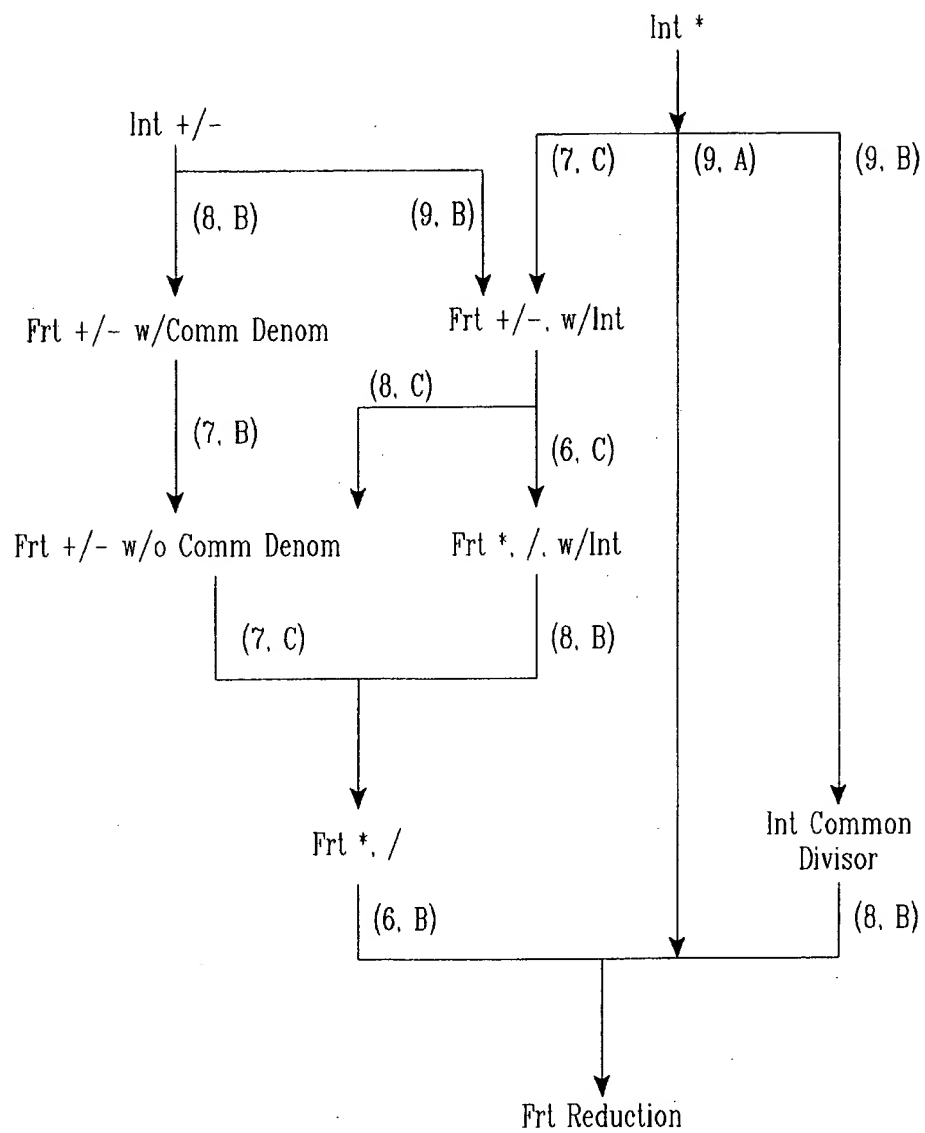 Int *
Int +/-
(7, C)
(9, A)
(9, B)
(8, B)
(9, B)
Frt +/- w/Comm Denom
Frt +/-, w/Int
(8, C)
(7, B)
(6, C)
Frt +/- w/o Comm Denom
Frt *, /, w/Int
(7, C)
(8, B)
Frt *, /
Int Common
Divisor
(6, B)
(8, B)
Frt Reduction